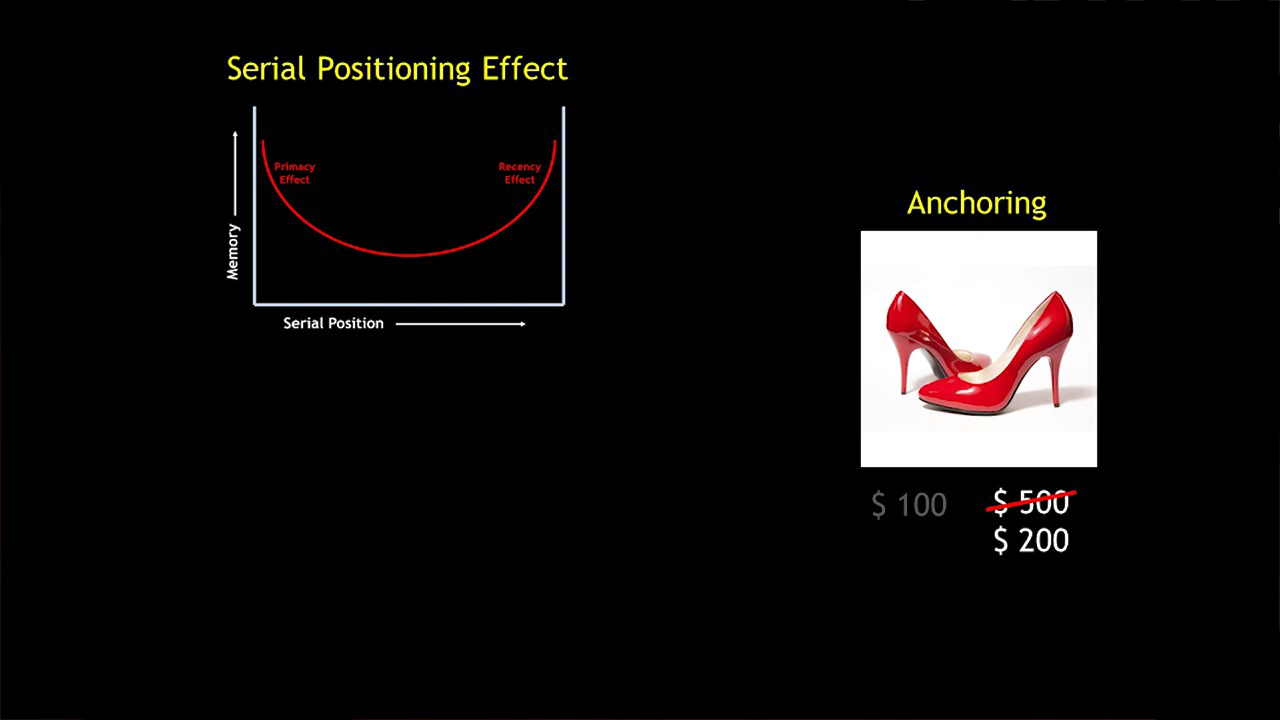 Serial Positioning Effect
Primacy
Effect
Recency
Effect
Memory
Serial Position
Anchoring
$ 100
$ 500
$ 200